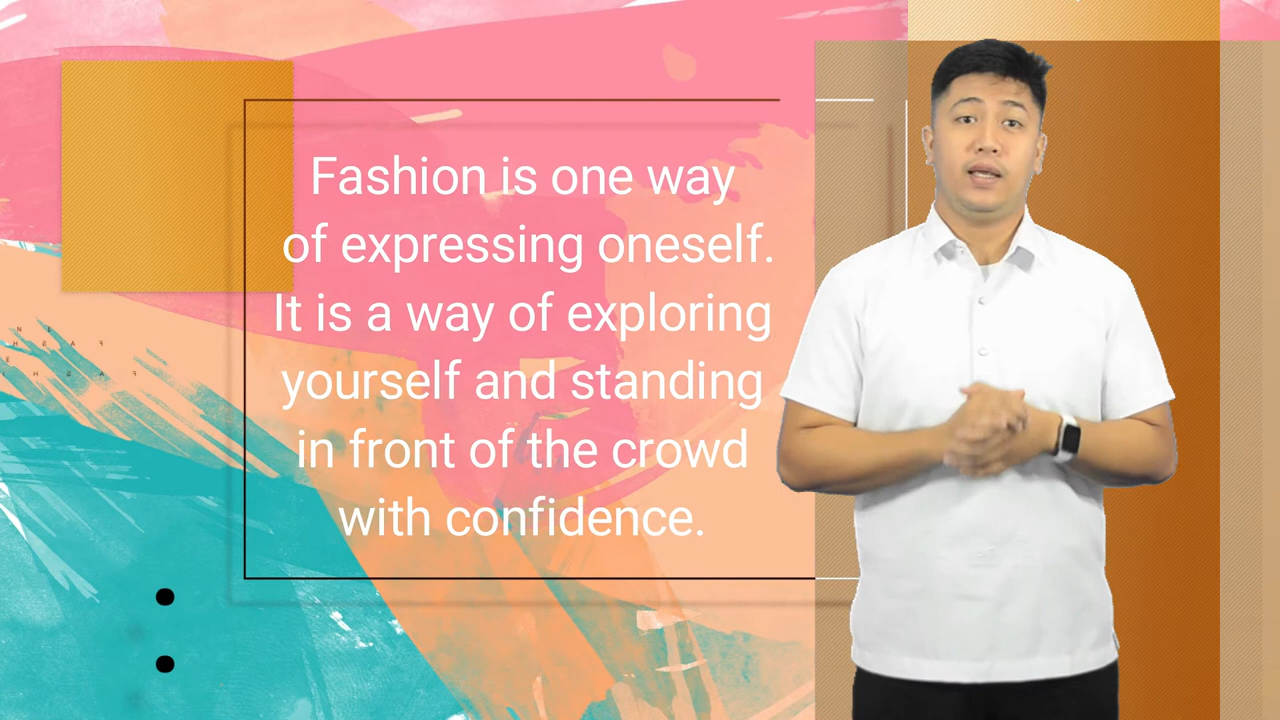 Fashion is one way
of expressing oneself.
It is a way of exploring
yourself and standing
in front of the crowd
with confidence.